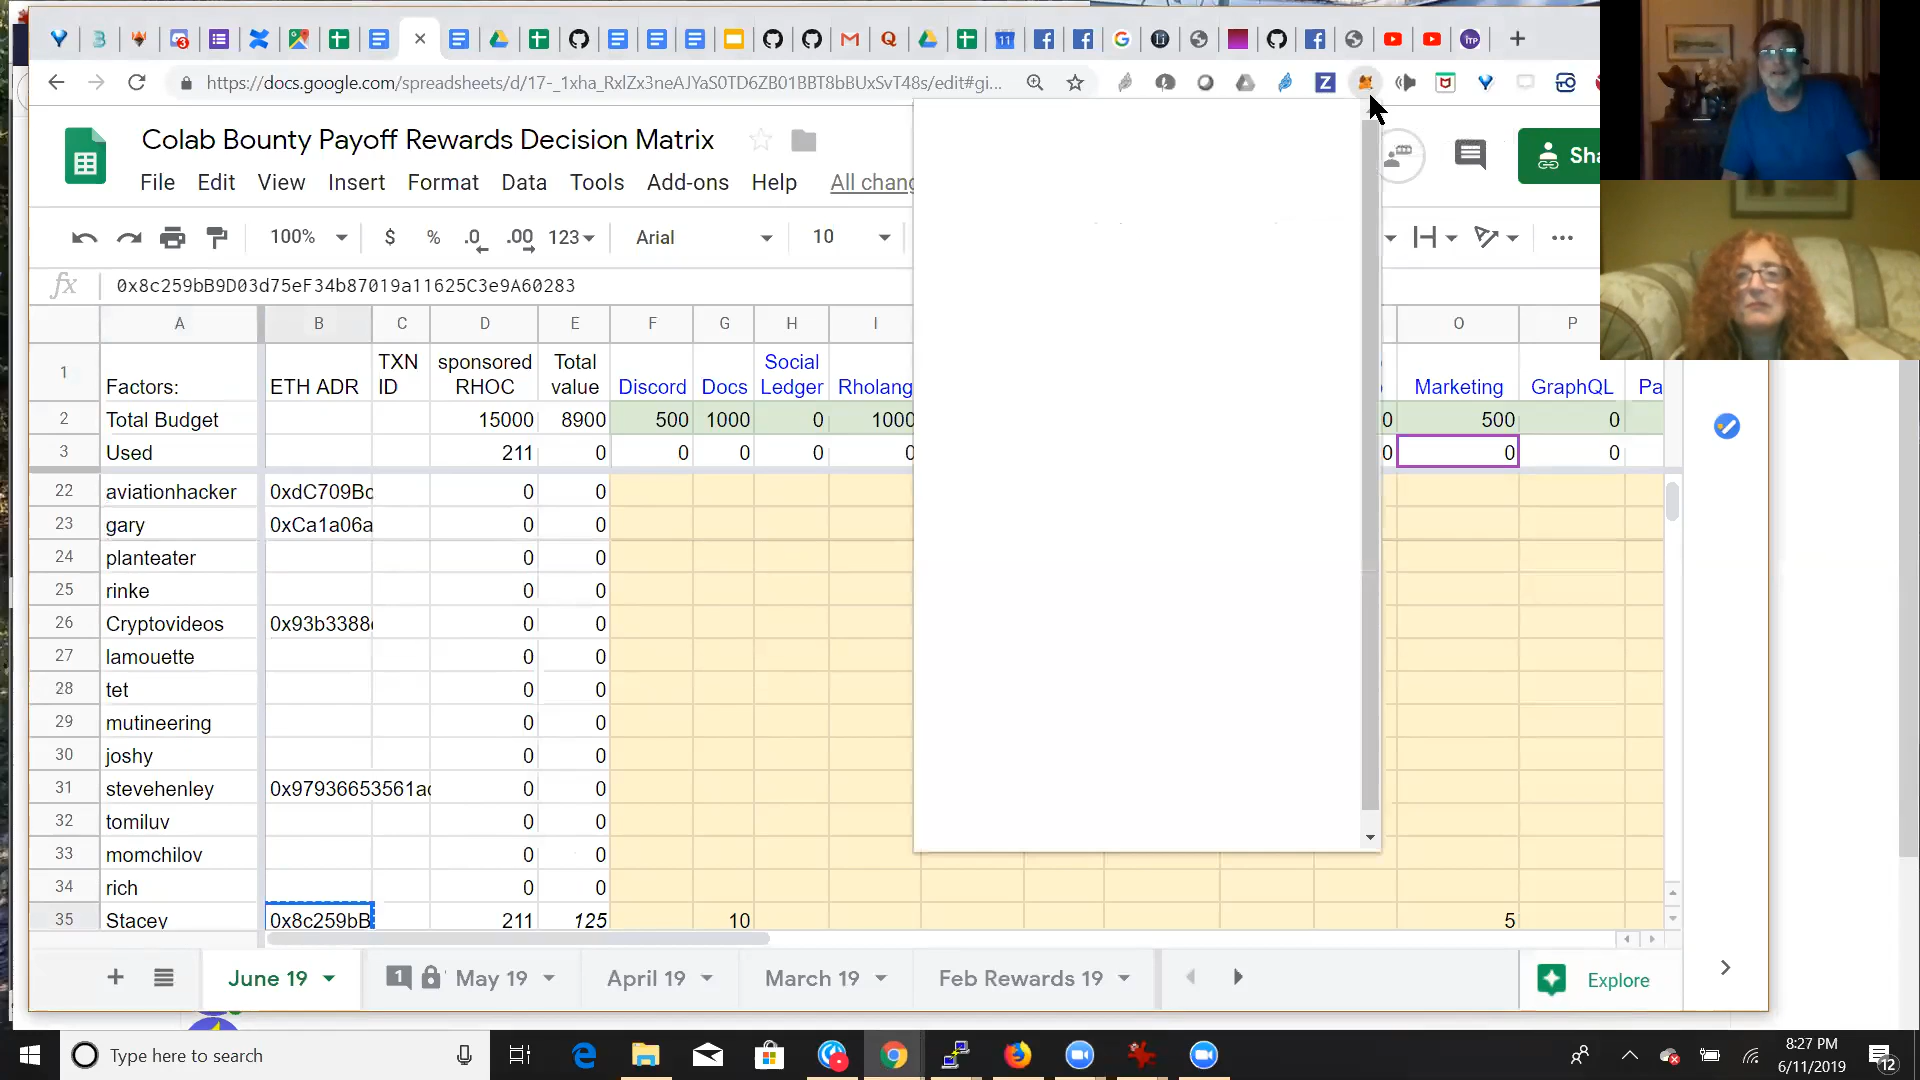 https://docs.google.com/spreadsheets/d/17-_1xha_RxlZx3neAJYaS0TD6ZB01BBT8bBUxSvT48s/edit#gi...
Colab Bounty Payoff Rewards Decision Matrix
File Edit View Insert Format Data Tools Add-ons Help All chang
100% $ % .0 .00 123 Arial 10
fx 0x8c259bB9D03d75eF34b87019a11625C3e9A60283
A B C D E F G H I O P
1 Factors: ETH ADR TXN ID sponsored RHOC Total value Discord Docs Social Ledger Rholang Marketing GraphQL Pa
2 Total Budget 15000 8900 500 1000 0 1000 0 500 0
3 Used 211 0 0 0 0 0 0 0 0
22 aviationhacker 0xdC709Bc 0 0
23 gary 0xCa1a06a 0 0
24 planteater 0 0
25 rinke 0 0
26 Cryptovideos 0x93b3388 0 0
27 lamouette 0 0
28 tet 0 0
29 mutineering 0 0
30 joshy 0 0
31 stevehenley 0x97936653561a 0 0
32 tomiluv 0 0
33 momchilov 0 0
34 rich 0 0
35 Stacey 0x8c259bB 211 125 10 5
June 19 1 May 19 April 19 March 19 Feb Rewards 19 Explore
Type here to search
8:27 PM
6/11/2019
12